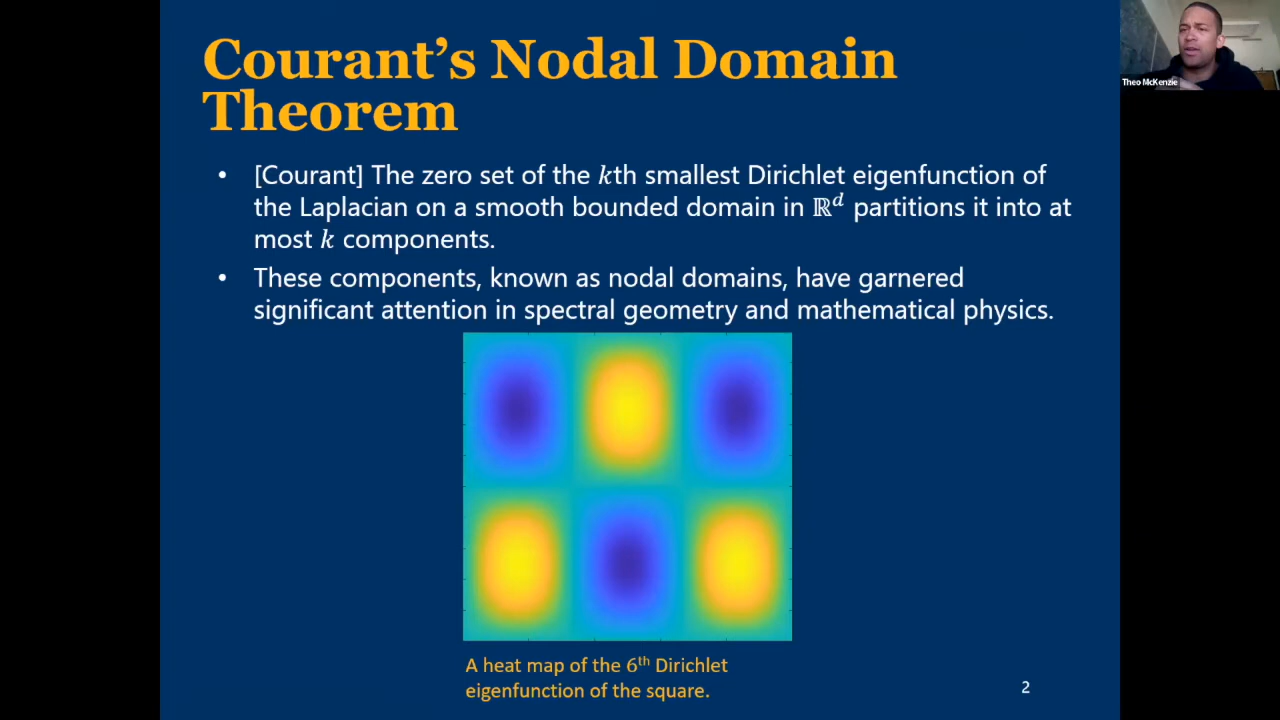 Courant's Nodal Domain
Theorem
• [Courant] The zero set of the kth smallest Dirichlet eigenfunction of
the Laplacian on a smooth bounded domain in ℝᵈ partitions it into at
most k components.
• These components, known as nodal domains, have garnered
significant attention in spectral geometry and mathematical physics.
A heat map of the 6th Dirichlet
eigenfunction of the square.
2
Theo McKenzie